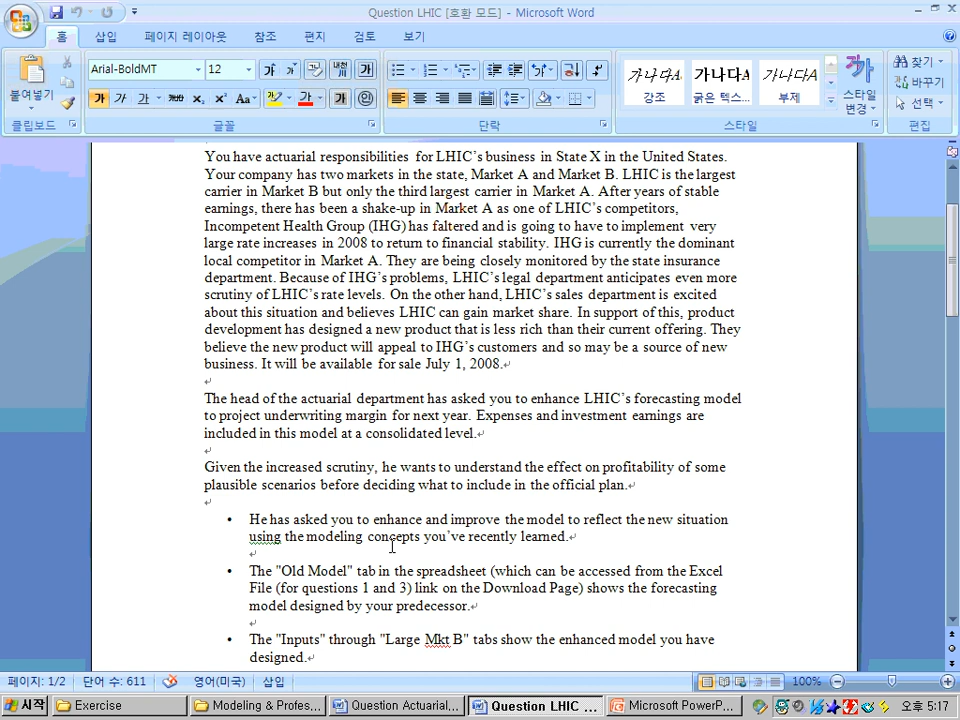 Question LHIC [호환 모드] - Microsoft Word
홈 삽입 페이지 레이아웃 참조 편지 검토 보기
붙여넣기
Arial-BoldMT 12
가나다AaI 가나다A 가나다AaI
강조 굵은 텍스... 부제
스타일 변경
찾기
바꾸기
선택
클립보드 글꼴 단락 스타일 편집
You have actuarial responsibilities for LHIC's business in State X in the United States.
Your company has two markets in the state, Market A and Market B. LHIC is the largest
carrier in Market B but only the third largest carrier in Market A. After years of stable
earnings, there has been a shake-up in Market A as one of LHIC's competitors,
Incompetent Health Group (IHG) has faltered and is going to have to implement very
large rate increases in 2008 to return to financial stability. IHG is currently the dominant
local competitor in Market A. They are being closely monitored by the state insurance
department. Because of IHG's problems, LHIC's legal department anticipates even more
scrutiny of LHIC's rate levels. On the other hand, LHIC's sales department is excited
about this situation and believes LHIC can gain market share. In support of this, product
development has designed a new product that is less rich than their current offering. They
believe the new product will appeal to IHG's customers and so may be a source of new
business. It will be available for sale July 1, 2008.
The head of the actuarial department has asked you to enhance LHIC's forecasting model
to project underwriting margin for next year. Expenses and investment earnings are
included in this model at a consolidated level.
Given the increased scrutiny, he wants to understand the effect on profitability of some
plausible scenarios before deciding what to include in the official plan.
• He has asked you to enhance and improve the model to reflect the new situation
using the modeling concepts you've recently learned.
• The "Old Model" tab in the spreadsheet (which can be accessed from the Excel
File (for questions 1 and 3) link on the Download Page) shows the forecasting
model designed by your predecessor.
• The "Inputs" through "Large Mkt B" tabs show the enhanced model you have
designed.
페이지: 1/2 단어 수: 611 영어(미국) 삽입 100%
시작 Exercise Modeling & Profes... Question Actuarial... Question LHIC ... Microsoft PowerP... 오후 5:17